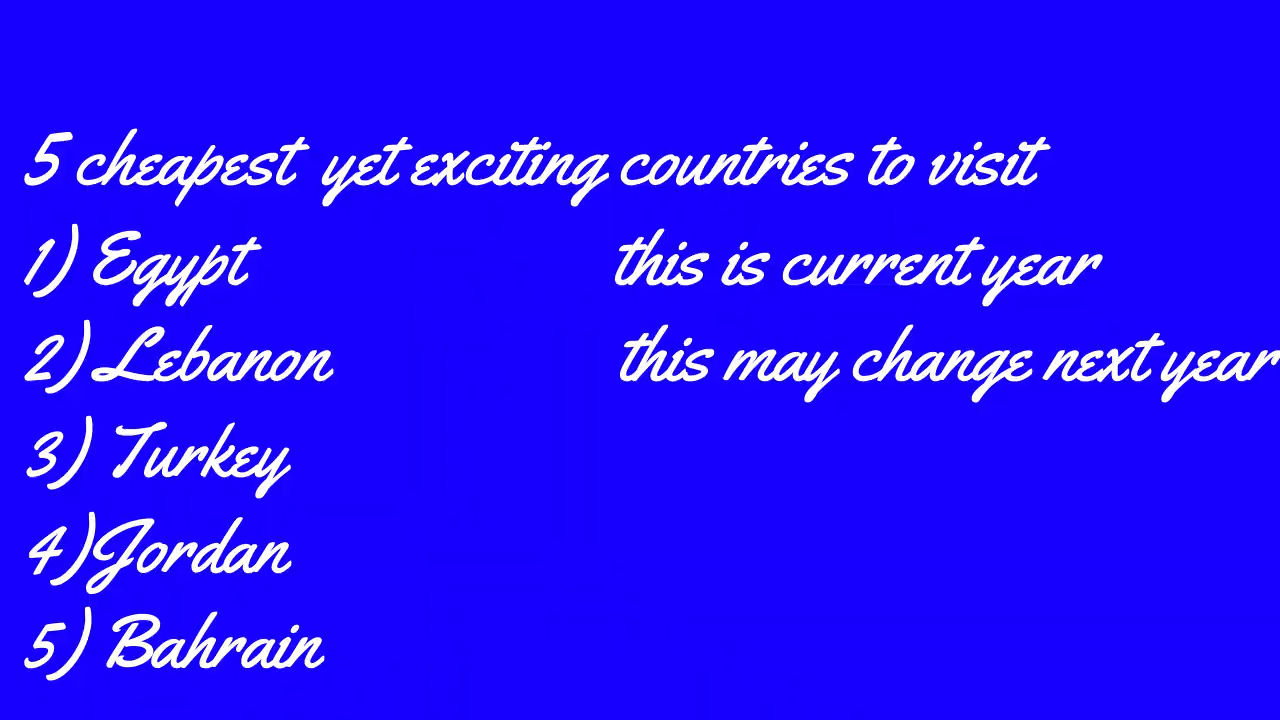 5 cheapest yet exciting countries to visit
1) Egypt this is current year
2) Lebanon this may change next year
3) Turkey
4) Jordan
5) Bahrain